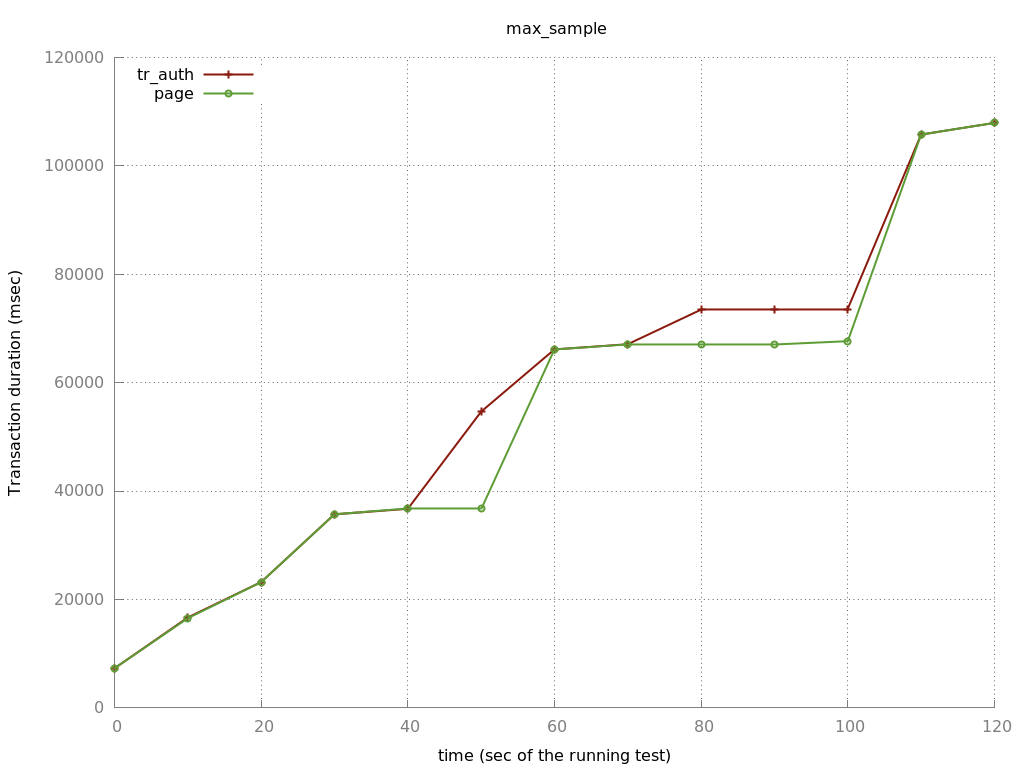 max_sample
120000
100000
80000
60000
40000
20000
0
tr_auth
page
Transaction duration (msec)
0 20 40 60 80 100 120
time (sec of the running test)